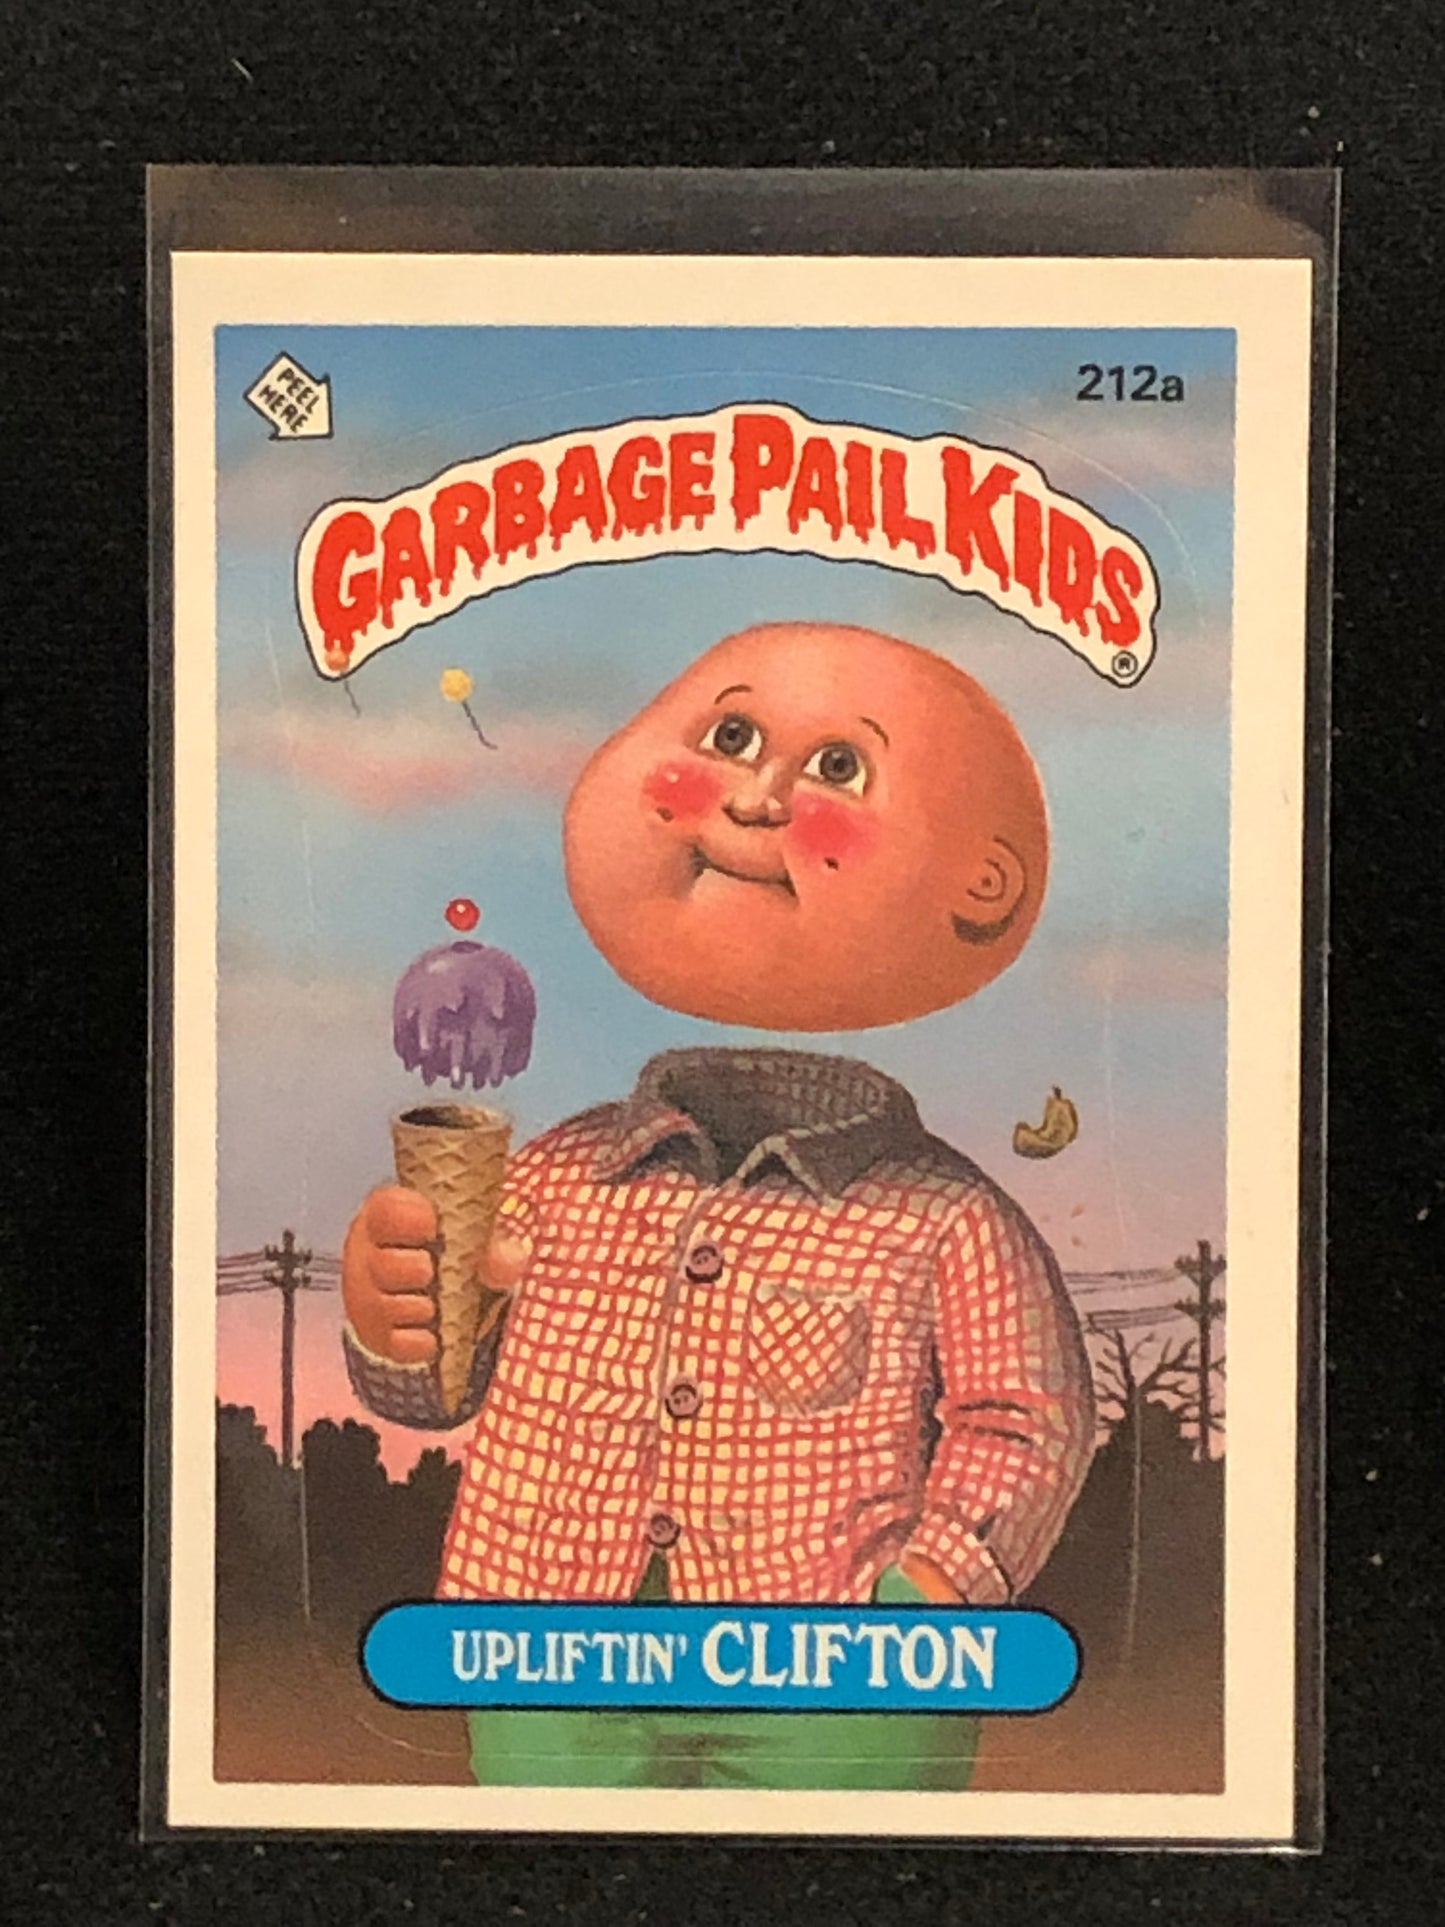 PEEL
HERE
212a
GARBAGE PAIL KIDS
®
UPLIFTIN' CLIFTON